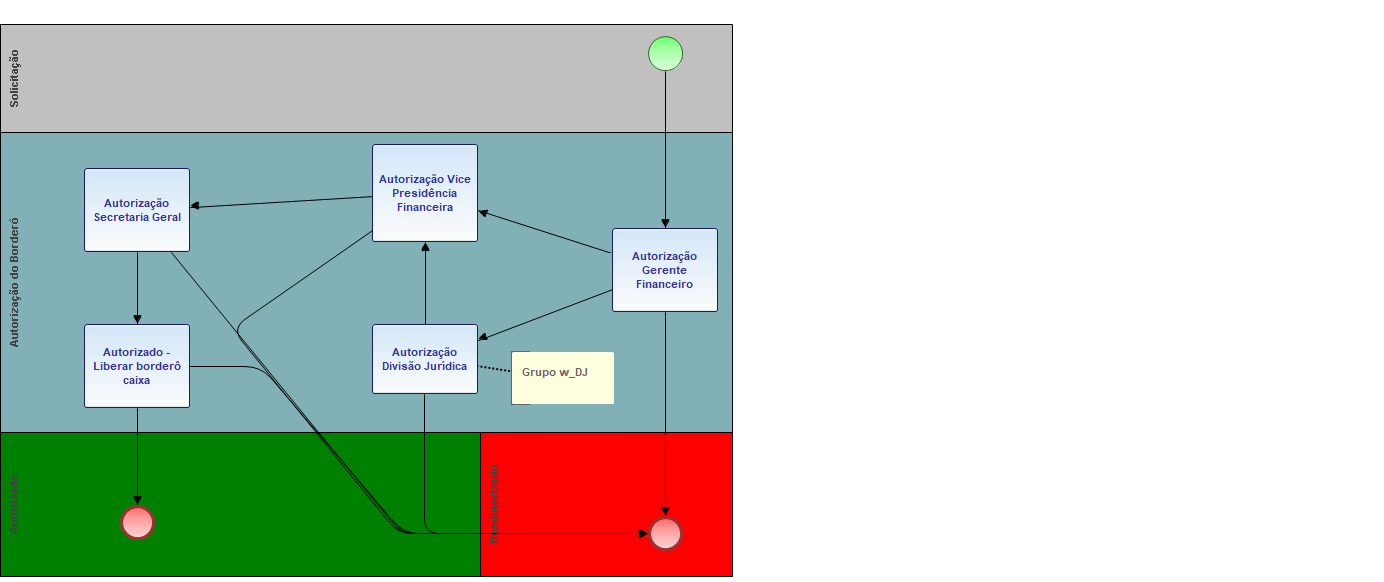 Solicitação
Autorização do Borderô
Autorização
Secretaria Geral
Autorização Vice
Presidência
Financeira
Autorização
Gerente
Financeiro
Autorizado -
Liberar borderô
caixa
Autorização
Divisão Jurídica
Grupo w_DJ
Autorizado
Desautorizado